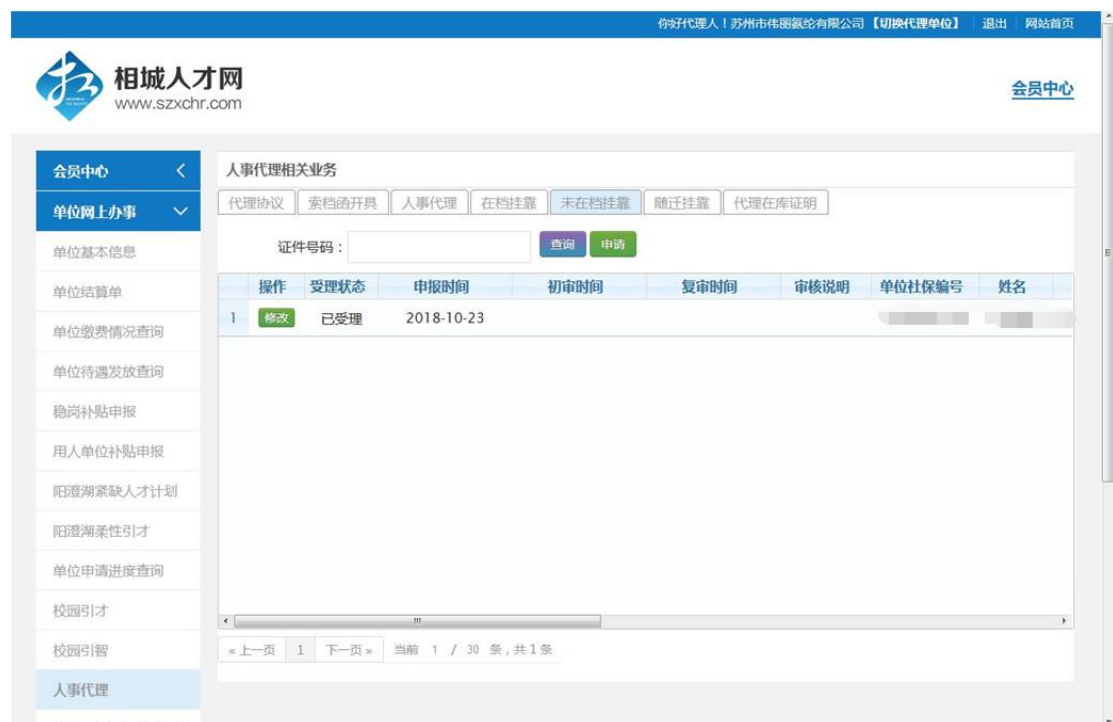 你好代理人！苏州市伟丽氨纶有限公司【切换代理单位】 退出 网站首页
相城人才网
www.szxchr.com
会员中心
会员中心
单位网上办事
单位基本信息
单位结算单
单位缴费情况查询
单位待遇发放查询
稳岗补贴申报
用人单位补贴申报
阳澄湖紧缺人才计划
阳澄湖柔性引才
单位申请进度查询
校园引才
校园引智
人事代理
人事代理相关业务
代理协议 索档函开具 人事代理 在档挂靠 未在档挂靠 随迁挂靠 代理在库证明
证件号码： 查询 申请
操作 受理状态 申报时间 初审时间 复审时间 审核说明 单位社保编号 姓名
1 修改 已受理 2018-10-23
«上一页 1 下一页» 当前 1 / 30 条，共1条